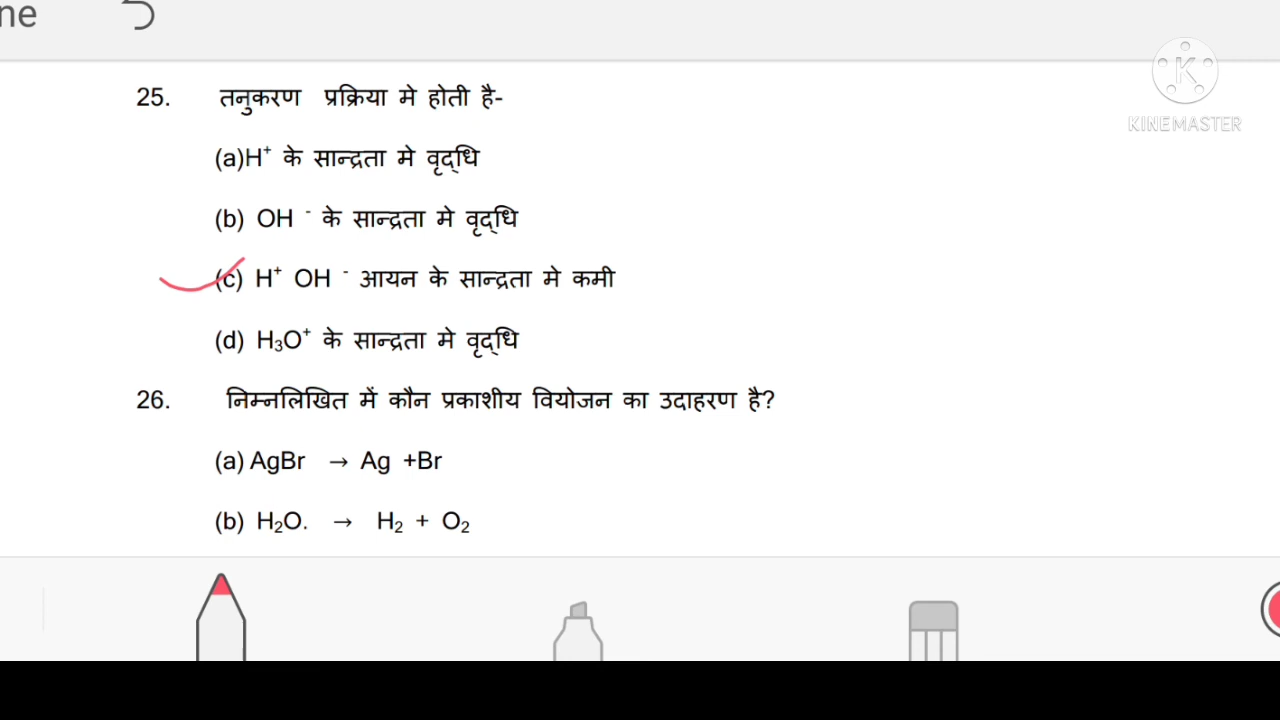 ne
25. तनुकरण प्रक्रिया मे होती है-
(a)H⁺ के सान्द्रता मे वृद्धि
(b) OH ⁻ के सान्द्रता मे वृद्धि
(c) H⁺ OH ⁻ आयन के सान्द्रता मे कमी
(d) H₃O⁺ के सान्द्रता मे वृद्धि
26. निम्नलिखित में कौन प्रकाशीय वियोजन का उदाहरण है?
(a) AgBr → Ag +Br
(b) H₂O. → H₂ + O₂
K
KINEMASTER